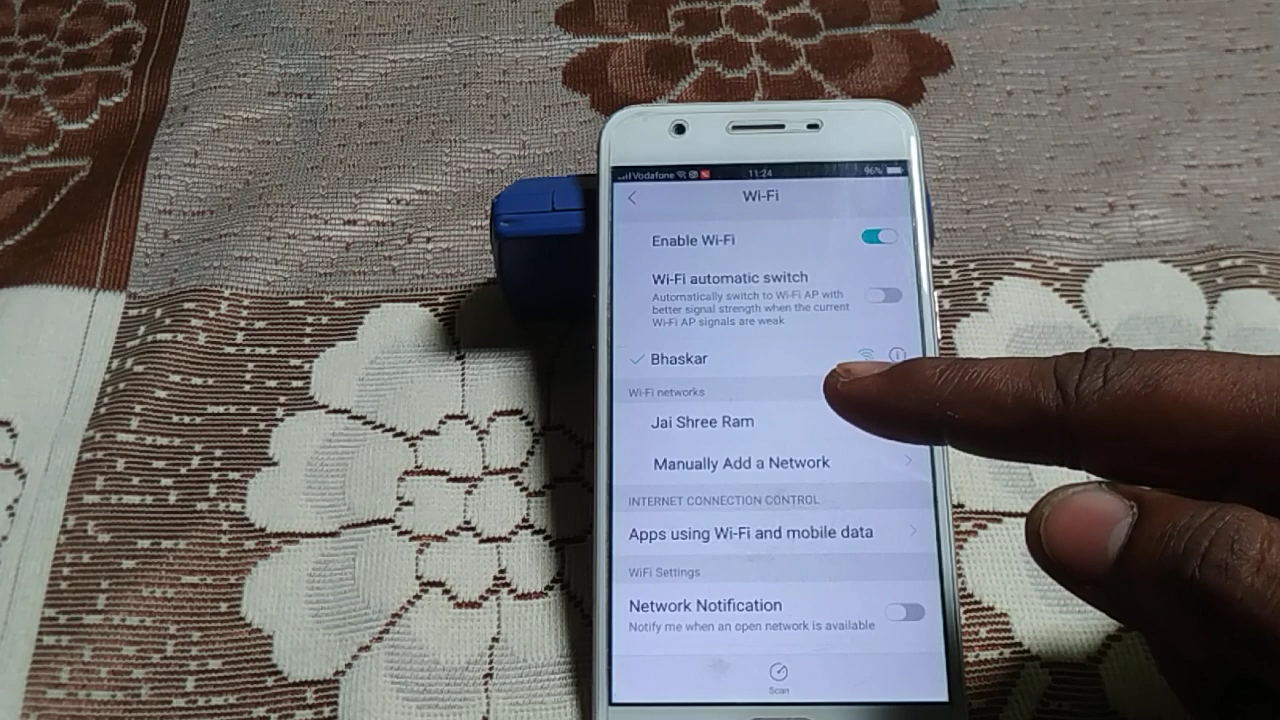 Vodafone 11:24 96%
Wi-Fi
Enable Wi-Fi
Wi-Fi automatic switch
Automatically switch to Wi-Fi AP with
better signal strength when the current
Wi-Fi AP signals are weak
Bhaskar
Wi-Fi networks
Jai Shree Ram
Manually Add a Network
INTERNET CONNECTION CONTROL
Apps using Wi-Fi and mobile data
WiFi Settings
Network Notification
Notify me when an open network is available
Scan